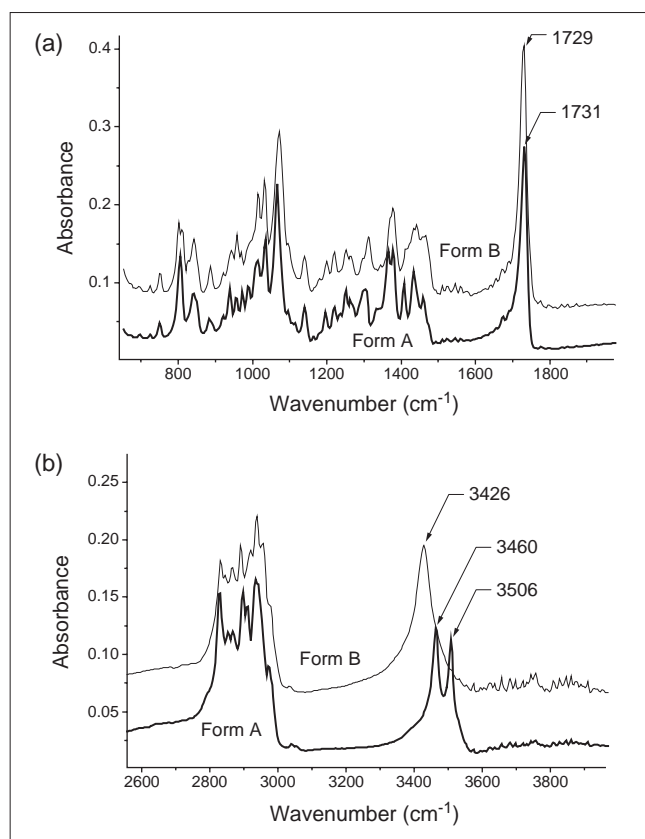 (a)
0.4
0.3
0.2
0.1
Absorbance
1729
1731
Form B
Form A
800 1000 1200 1400 1600 1800
Wavenumber (cm⁻¹)
(b)
0.25
0.20
0.15
0.10
0.05
Absorbance
3426
3460
3506
Form B
Form A
2600 2800 3000 3200 3400 3600 3800
Wavenumber (cm⁻¹)